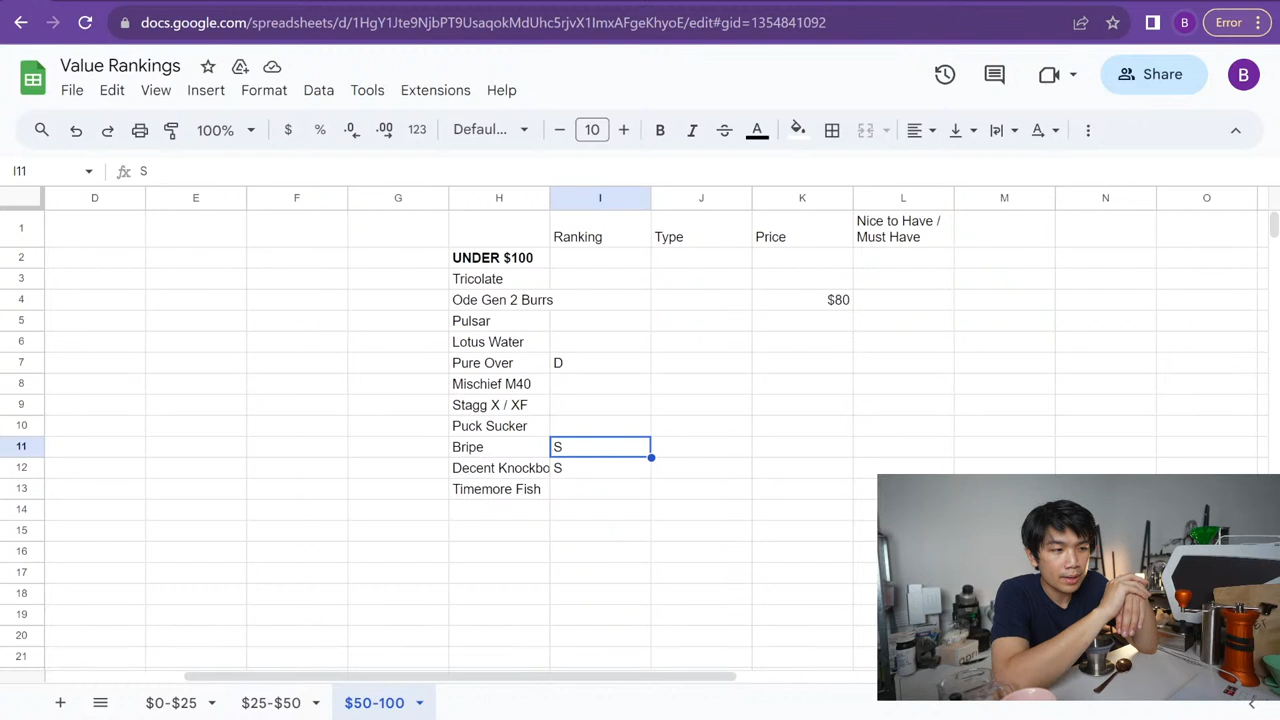 docs.google.com/spreadsheets/d/1HgY1Jte9NjbPT9UsaqokMdUhc5rjvX1ImxAFgeKhyoE/edit#gid=1354841092
B
Error
Value Rankings
File Edit View Insert Format Data Tools Extensions Help
Share
B
100% $ % .0 .00 123 Defaul... 10 B I A
I11 fx S
D E F G H I J K L M N O
1 Ranking Type Price Nice to Have /
Must Have
2 UNDER $100
3 Tricolate
4 Ode Gen 2 Burrs $80
5 Pulsar
6 Lotus Water
7 Pure Over D
8 Mischief M40
9 Stagg X / XF
10 Puck Sucker
11 Bripe S
12 Decent Knockbo S
13 Timemore Fish
14
15
16
17
18
19
20
21
$0-$25 $25-$50 $50-100